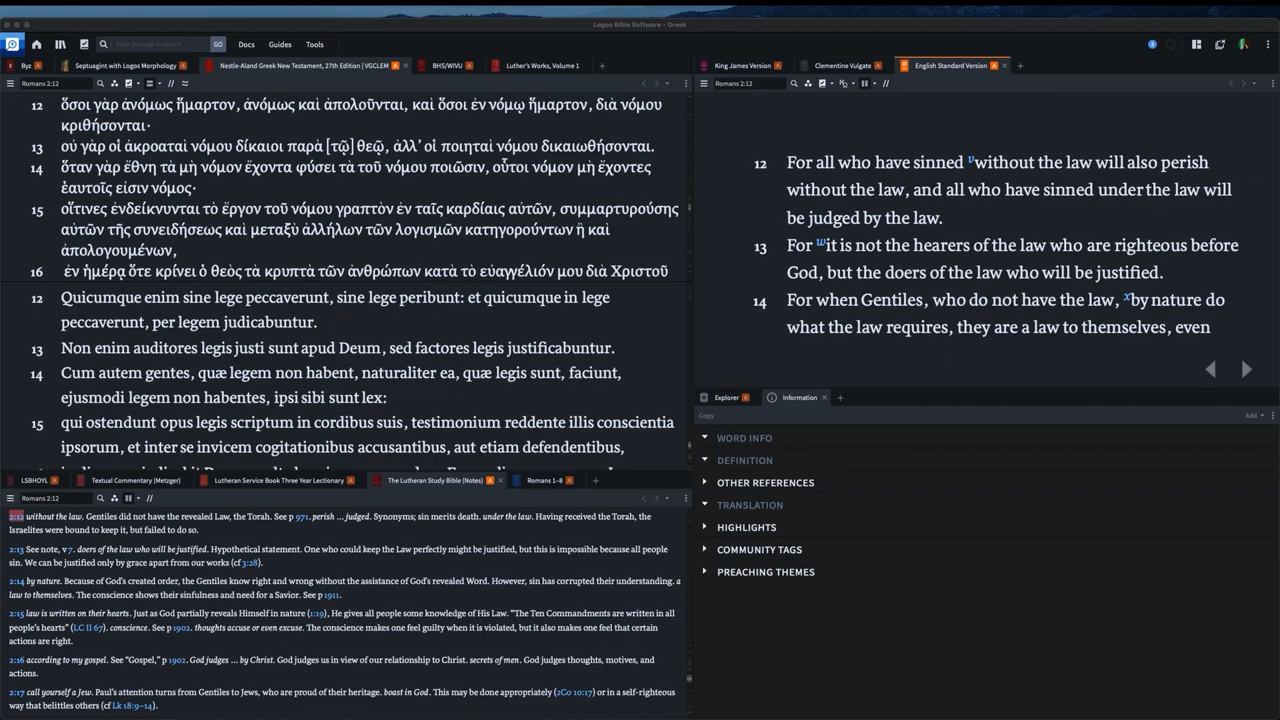 Logos Bible Software - Greek
Enter passage or search GO Docs Guides Tools
Byz A Septuagint with Logos Morphology A Nestle-Aland Greek New Testament, 27th Edition | VGCLEM A × BHS/WIVU A Luther's Works, Volume 1 +
Romans 2:12
12 ὅσοι γὰρ ἀνόμως ἥμαρτον, ἀνόμως καὶ ἀπολοῦνται, καὶ ὅσοι ἐν νόμῳ ἥμαρτον, διὰ νόμου
κριθήσονται·
13 οὐ γὰρ οἱ ἀκροαταὶ νόμου δίκαιοι παρὰ [τῷ] θεῷ, ἀλλ’ οἱ ποιηταὶ νόμου δικαιωθήσονται.
14 ὅταν γὰρ ἔθνη τὰ μὴ νόμον ἔχοντα φύσει τὰ τοῦ νόμου ποιῶσιν, οὗτοι νόμον μὴ ἔχοντες
ἑαυτοῖς εἰσιν νόμος·
15 οἵτινες ἐνδείκνυνται τὸ ἔργον τοῦ νόμου γραπτὸν ἐν ταῖς καρδίαις αὐτῶν, συμμαρτυρούσης
αὐτῶν τῆς συνειδήσεως καὶ μεταξὺ ἀλλήλων τῶν λογισμῶν κατηγορούντων ἢ καὶ
ἀπολογουμένων,
16 ἐν ἡμέρᾳ ὅτε κρίνει ὁ θεὸς τὰ κρυπτὰ τῶν ἀνθρώπων κατὰ τὸ εὐαγγέλιόν μου διὰ Χριστοῦ
12 Quicumque enim sine lege peccaverunt, sine lege peribunt: et quicumque in lege
peccaverunt, per legem judicabuntur.
13 Non enim auditores legis justi sunt apud Deum, sed factores legis justificabuntur.
14 Cum autem gentes, quæ legem non habent, naturaliter ea, quæ legis sunt, faciunt,
ejusmodi legem non habentes, ipsi sibi sunt lex:
15 qui ostendunt opus legis scriptum in cordibus suis, testimonium reddente illis conscientia
ipsorum, et inter se invicem cogitationibus accusantibus, aut etiam defendentibus,
LSBHOYL Textual Commentary (Metzger) Lutheran Service Book Three Year Lectionary A The Lutheran Study Bible (Notes) A × Romans 1–8 A +
Romans 2:12
2:12 without the law. Gentiles did not have the revealed Law, the Torah. See p 971. perish … judged. Synonyms; sin merits death. under the law. Having received the Torah, the
Israelites were bound to keep it, but failed to do so.
2:13 See note, v 7. doers of the law who will be justified. Hypothetical statement. One who could keep the Law perfectly might be justified, but this is impossible because all people
sin. We can be justified only by grace apart from our works (cf 3:28).
2:14 by nature. Because of God's created order, the Gentiles know right and wrong without the assistance of God's revealed Word. However, sin has corrupted their understanding. a
law to themselves. The conscience shows their sinfulness and need for a Savior. See p 1911.
2:15 law is written on their hearts. Just as God partially reveals Himself in nature (1:19), He gives all people some knowledge of His Law. “The Ten Commandments are written in all
people's hearts” (LC II 67). conscience. See p 1902. thoughts accuse or even excuse. The conscience makes one feel guilty when it is violated, but it also makes one feel that certain
actions are right.
2:16 according to my gospel. See “Gospel,” p 1902. God judges … by Christ. God judges us in view of our relationship to Christ. secrets of men. God judges thoughts, motives, and
actions.
2:17 call yourself a Jew. Paul's attention turns from Gentiles to Jews, who are proud of their heritage. boast in God. This may be done appropriately (2Co 10:17) or in a self-righteous
way that belittles others (cf Lk 18:9–14).
King James Version A Clementine Vulgate A English Standard Version A × +
Romans 2:12
12 For all who have sinned v without the law will also perish
without the law, and all who have sinned under the law will
be judged by the law.
13 For w it is not the hearers of the law who are righteous before
God, but the doers of the law who will be justified.
14 For when Gentiles, who do not have the law, x by nature do
what the law requires, they are a law to themselves, even
Explorer A Information × +
Copy Add
WORD INFO
DEFINITION
OTHER REFERENCES
TRANSLATION
HIGHLIGHTS
COMMUNITY TAGS
PREACHING THEMES